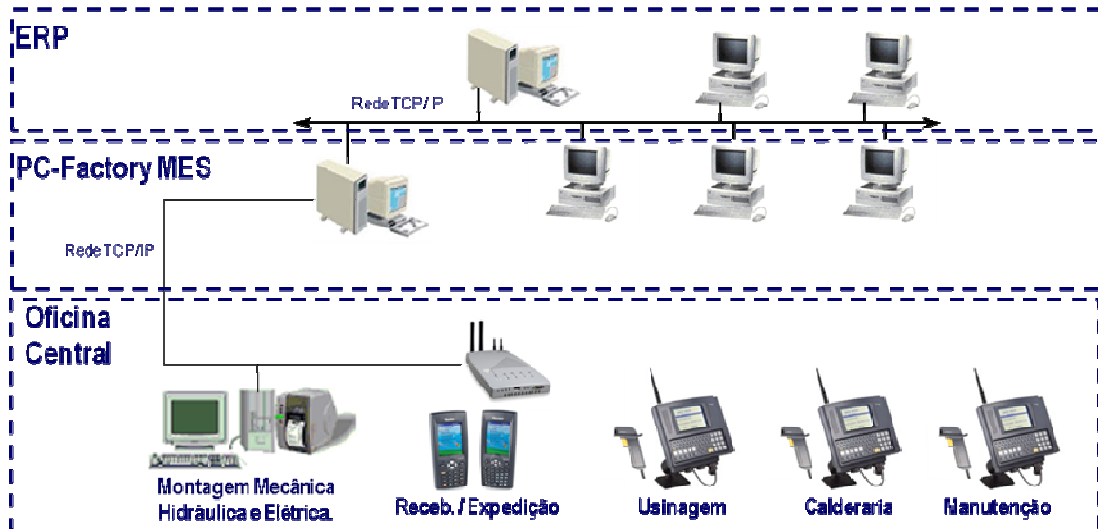 ERP
Rede TCP/IP
PC-Factory MES
Rede TCP/IP
Oficina
Central
Montagem Mecânica
Hidráulica e Elétrica.
Receb. / Expedição
Usinagem
Calderaria
Manutenção